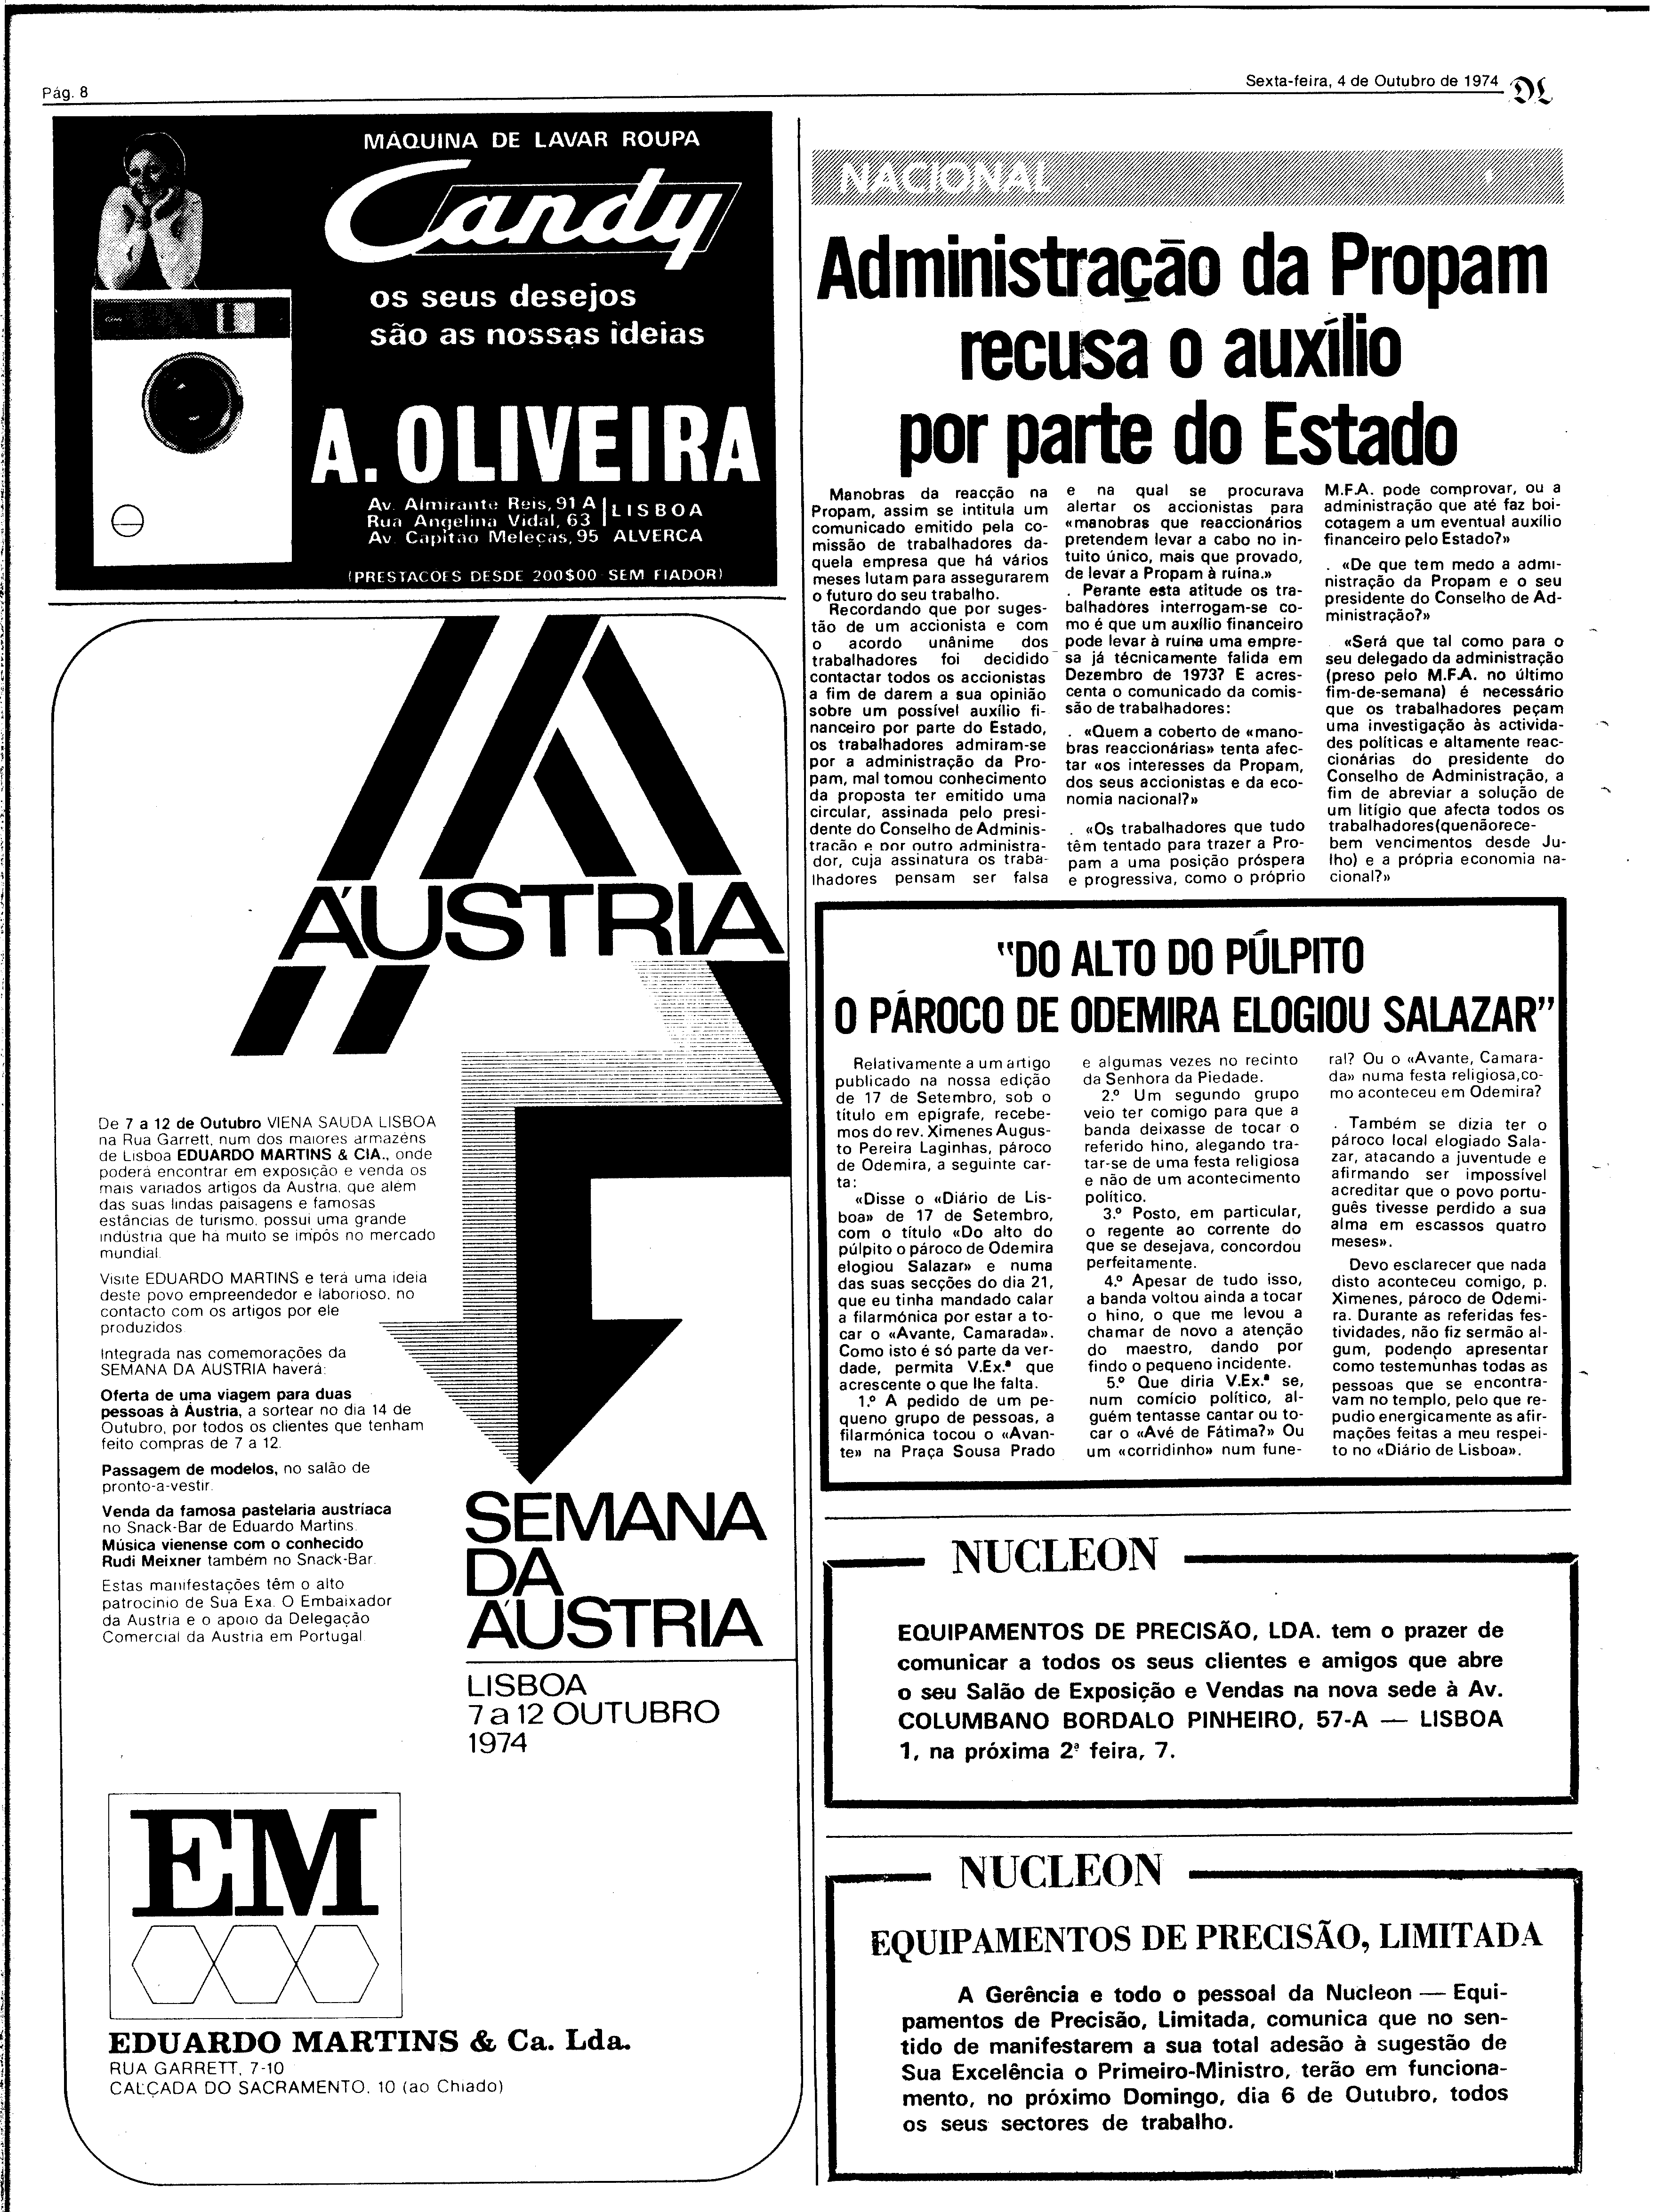 Pág. 8
Sexta-feira, 4 de Outubro de 1974 DL
MÁQUINA DE LAVAR ROUPA
Candy
os seus desejos
são as nossas ideias
A. OLIVEIRA
Av. Almirante Reis, 91 A
Rua Angelina Vidal, 63
LISBOA
Av. Capitão Meleças, 95 ALVERCA
(PRESTACOES DESDE 200$00 SEM FIADOR)
ÁUSTRIA
De 7 a 12 de Outubro VIENA SAUDA LISBOA
na Rua Garrett, num dos maiores armazéns
de Lisboa EDUARDO MARTINS & CIA., onde
poderá encontrar em exposição e venda os
mais variados artigos da Áustria, que além
das suas lindas paisagens e famosas
estâncias de turismo, possui uma grande
indústria que há muito se impôs no mercado
mundial.
Visite EDUARDO MARTINS e terá uma ideia
deste povo empreendedor e laborioso, no
contacto com os artigos por ele
produzidos.
Integrada nas comemorações da
SEMANA DA AUSTRIA haverá:
Oferta de uma viagem para duas
pessoas à Áustria, a sortear no dia 14 de
Outubro, por todos os clientes que tenham
feito compras de 7 a 12.
Passagem de modelos, no salão de
pronto-a-vestir.
Venda da famosa pastelaria austríaca
no Snack-Bar de Eduardo Martins.
Música vienense com o conhecido
Rudi Meixner também no Snack-Bar.
Estas manifestações têm o alto
patrocínio de Sua Exa. O Embaixador
da Áustria e o apoio da Delegação
Comercial da Áustria em Portugal.
SEMANA
DA
ÁUSTRIA
LISBOA
7 a 12 OUTUBRO
1974
EM
EDUARDO MARTINS & Ca. Lda.
RUA GARRETT, 7-10
CALÇADA DO SACRAMENTO, 10 (ao Chiado)
NACIONAL
Administração da Propam
recusa o auxílio
por parte do Estado
Manobras da reacção na
Propam, assim se intitula um
comunicado emitido pela co-
missão de trabalhadores da-
quela empresa que há vários
meses lutam para assegurarem
o futuro do seu trabalho.
Recordando que por suges-
tão de um accionista e com
o acordo unânime dos
trabalhadores foi decidido
contactar todos os accionistas
a fim de darem a sua opinião
sobre um possível auxílio fi-
nanceiro por parte do Estado,
os trabalhadores admiram-se
por a administração da Pro-
pam, mal tomou conhecimento
da proposta ter emitido uma
circular, assinada pelo presi-
dente do Conselho de Adminis-
tração e por outro administra-
dor, cuja assinatura os traba-
lhadores pensam ser falsa
e na qual se procurava
alertar os accionistas para
«manobras que reaccionários
pretendem levar a cabo no in-
tuito único, mais que provado,
de levar a Propam à ruína.»
. Perante esta atitude os tra-
balhadores interrogam-se co-
mo é que um auxílio financeiro
pode levar à ruína uma empre-
sa já técnicamente falida em
Dezembro de 1973? E acres-
centa o comunicado da comis-
são de trabalhadores:
. «Quem a coberto de «mano-
bras reaccionárias» tenta afec-
tar «os interesses da Propam,
dos seus accionistas e da eco-
nomia nacional?»
. «Os trabalhadores que tudo
têm tentado para trazer a Pro-
pam a uma posição próspera
e progressiva, como o próprio
M.F.A. pode comprovar, ou a
administração que até faz boi-
cotagem a um eventual auxílio
financeiro pelo Estado?»
. «De que tem medo a admi-
nistração da Propam e o seu
presidente do Conselho de Ad-
ministração?»
«Será que tal como para o
seu delegado da administração
(preso pelo M.F.A. no último
fim-de-semana) é necessário
que os trabalhadores peçam
uma investigação às activida-
des políticas e altamente reac-
cionárias do presidente do
Conselho de Administração, a
fim de abreviar a solução de
um litígio que afecta todos os
trabalhadores(quenãorece-
bem vencimentos desde Ju-
lho) e a própria economia na-
cional?»
"DO ALTO DO PÚLPITO
O PÁROCO DE ODEMIRA ELOGIOU SALAZAR"
Relativamente a um artigo
publicado na nossa edição
de 17 de Setembro, sob o
título em epígrafe, recebe-
mos do rev. Ximenes Augus-
to Pereira Laginhas, pároco
de Odemira, a seguinte car-
ta:
«Disse o «Diário de Lis-
boa» de 17 de Setembro,
com o título «Do alto do
púlpito o pároco de Odemira
elogiou Salazar» e numa
das suas secções do dia 21,
que eu tinha mandado calar
a filarmónica por estar a to-
car o «Avante, Camarada».
Como isto é só parte da ver-
dade, permita V.Ex.ª que
acrescente o que lhe falta.
1.º A pedido de um pe-
queno grupo de pessoas, a
filarmónica tocou o «Avan-
te» na Praça Sousa Prado
e algumas vezes no recinto
da Senhora da Piedade.
2.º Um segundo grupo
veio ter comigo para que a
banda deixasse de tocar o
referido hino, alegando tra-
tar-se de uma festa religiosa
e não de um acontecimento
político.
3.º Posto, em particular,
o regente ao corrente do
que se desejava, concordou
perfeitamente.
4.º Apesar de tudo isso,
a banda voltou ainda a tocar
o hino, o que me levou a
chamar de novo a atenção
do maestro, dando por
findo o pequeno incidente.
5.º Que diria V.Ex.ª se,
num comício político, al-
guém tentasse cantar ou to-
car o «Avé de Fátima?» Ou
um «corridinho» num fune-
ral? Ou o «Avante, Camara-
da» numa festa religiosa,co-
mo aconteceu em Odemira?
. Também se dizia ter o
pároco local elogiado Sala-
zar, atacando a juventude e
afirmando ser impossível
acreditar que o povo portu-
guês tivesse perdido a sua
alma em escassos quatro
meses».
Devo esclarecer que nada
disto aconteceu comigo, p.
Ximenes, pároco de Odemi-
ra. Durante as referidas fes-
tividades, não fiz sermão al-
gum, podendo apresentar
como testemunhas todas as
pessoas que se encontra-
vam no templo, pelo que re-
pudio energicamente as afir-
mações feitas a meu respei-
to no «Diário de Lisboa».
NUCLEON
EQUIPAMENTOS DE PRECISÃO, LDA. tem o prazer de
comunicar a todos os seus clientes e amigos que abre
o seu Salão de Exposição e Vendas na nova sede à Av.
COLUMBANO BORDALO PINHEIRO, 57-A — LISBOA
1, na próxima 2ª feira, 7.
NUCLEON
EQUIPAMENTOS DE PRECISÃO, LIMITADA
A Gerência e todo o pessoal da Nucleon — Equi-
pamentos de Precisão, Limitada, comunica que no sen-
tido de manifestarem a sua total adesão à sugestão de
Sua Excelência o Primeiro-Ministro, terão em funciona-
mento, no próximo Domingo, dia 6 de Outubro, todos
os seus sectores de trabalho.